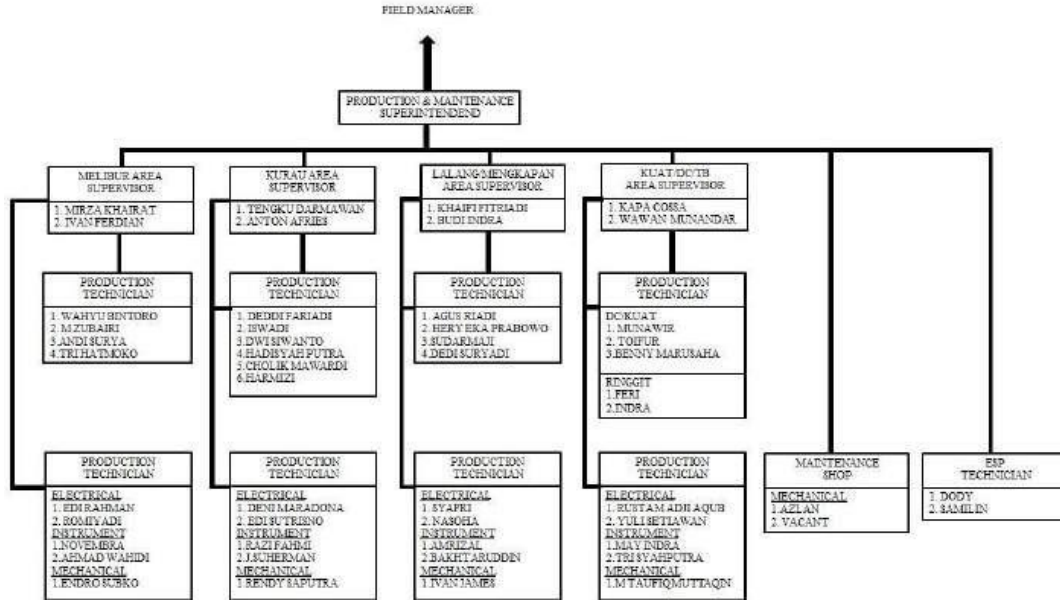 FIELD MANAGER
PRODUCTION & MAINTENANCE
SUPERINTENDEND
MELIBUR AREA
SUPERVISOR
1. MIRZA KHAIRAT
2. IVAN FERDIAN
KURAU AREA
SUPERVISOR
1. TENGKU DARMAWAN
2. ANTON AFRIES
LALANG/MENGKAPAN
AREA SUPERVISOR
1. KHAIFI FITRIADI
2. BUDI INDRA
KUAT/DC/TB
AREA SUPERVISOR
1. KAPA COSSA
2. WAWAN MUNANDAR
PRODUCTION
TECHNICIAN
1. WAHYU BINTORO
2. M.ZUBAIRI
3.ANDI SURYA
4.TRI HATMOKO
PRODUCTION
TECHNICIAN
1. DEDDI FARIADI
2. ISWADI
3.DWI SIWANTO
4.HADISYAH PUTRA
5.CHOLIK MAWARDI
6.HARMIZI
PRODUCTION
TECHNICIAN
1. AGUS RIADI
2. HERY EKA PRABOWO
3.SUDARMAJI
4.DEDI SURYADI
PRODUCTION
TECHNICIAN
DC/KUAT
1. MUNAWIR
2. TOIFUR
3.BENNY MARUSAHA
RINGGIT
1.FERI
2.INDRA
PRODUCTION
TECHNICIAN
ELECTRICAL
1. EDI RAHMAN
2. ROMIYADI
INSTRUMENT
1.NOVEMBRA
2.AHMAD WAHIDI
MECHANICAL
1.ENDRO SUBKO
PRODUCTION
TECHNICIAN
ELECTRICAL
1. DENI MARADONA
2. EDI SUTRISNO
INSTRUMENT
1.RAZI FAHMI
2.J.SUHERMAN
MECHANICAL
1.RENDY SAPUTRA
PRODUCTION
TECHNICIAN
ELECTRICAL
1. SYAPRI
2. NASOHA
INSTRUMENT
1.AMRIZAL
2.BAKHTARUDDIN
MECHANICAL
1.IVAN JAMES
PRODUCTION
TECHNICIAN
ELECTRICAL
1. RUSTAM ADJI AQUB
2. YULI SETIAWAN
INSTRUMENT
1.MAY INDRA
2.TRI SYAHPUTRA
MECHANICAL
1.M TAUFIQ MUTTAQIN
MAINTENANCE
SHOP
MECHANICAL
1.AZLAN
2. VACANT
ESP
TECHNICIAN
1. DODY
2. SAMILIN